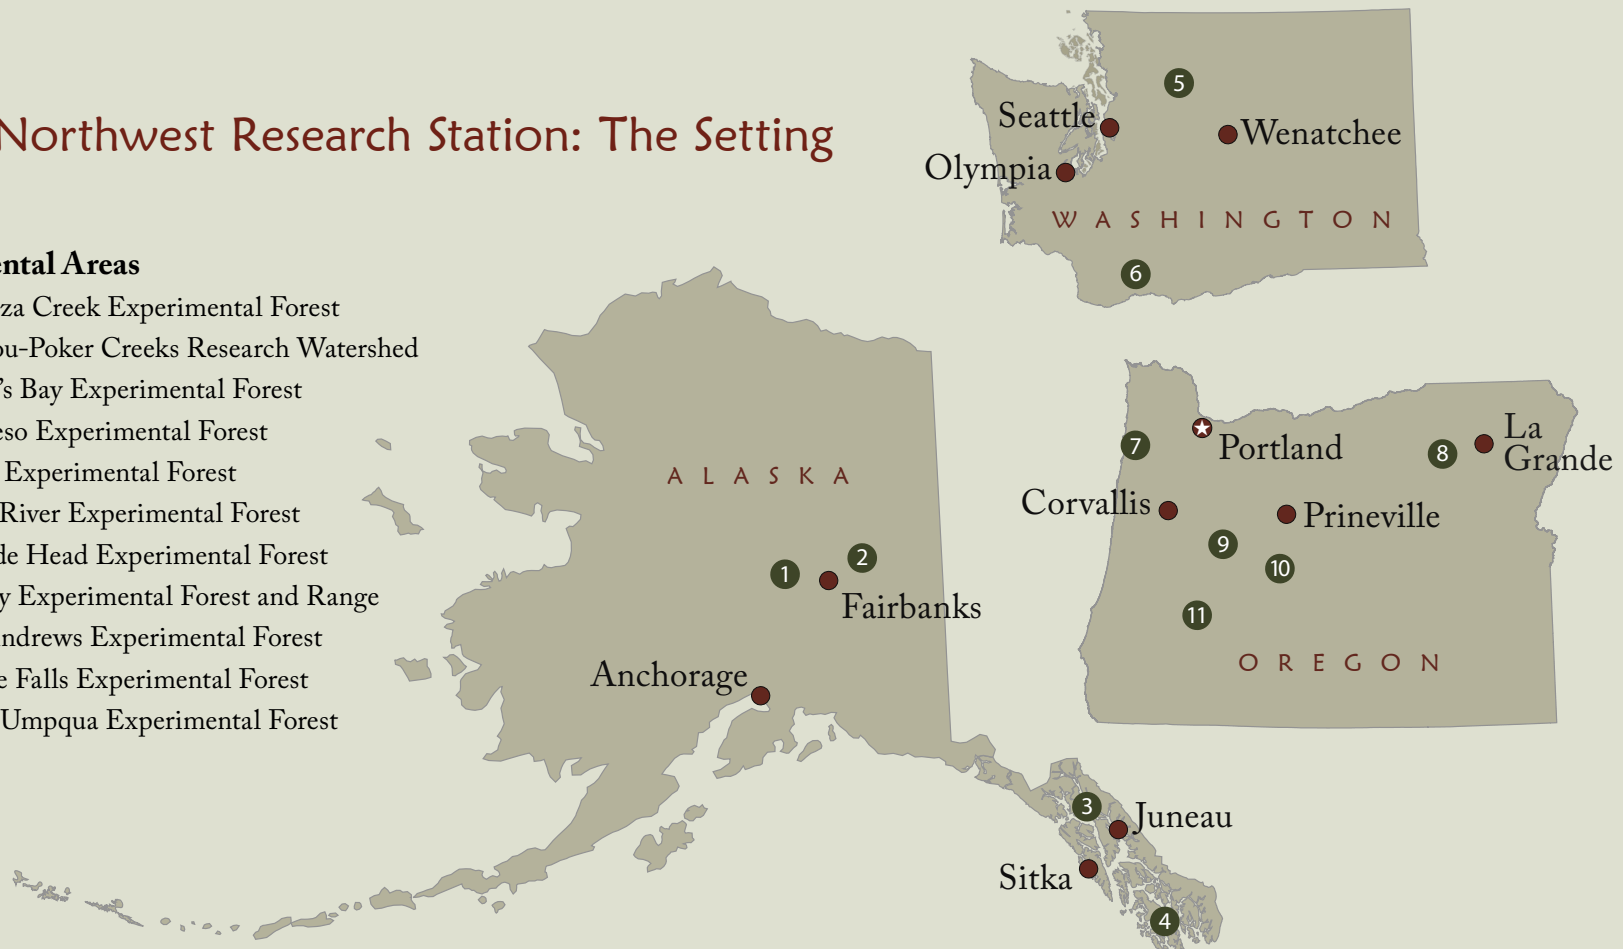 Northwest Research Station: The Setting
ental Areas
za Creek Experimental Forest
ou-Poker Creeks Research Watershed
's Bay Experimental Forest
eso Experimental Forest
Experimental Forest
River Experimental Forest
de Head Experimental Forest
y Experimental Forest and Range
ndrews Experimental Forest
e Falls Experimental Forest
Umpqua Experimental Forest
5
Seattle
Wenatchee
Olympia
WASHINGTON
6
7
Portland
8
La
Grande
Corvallis
Prineville
9
10
11
OREGON
ALASKA
1
2
Fairbanks
Anchorage
3
Juneau
Sitka
4